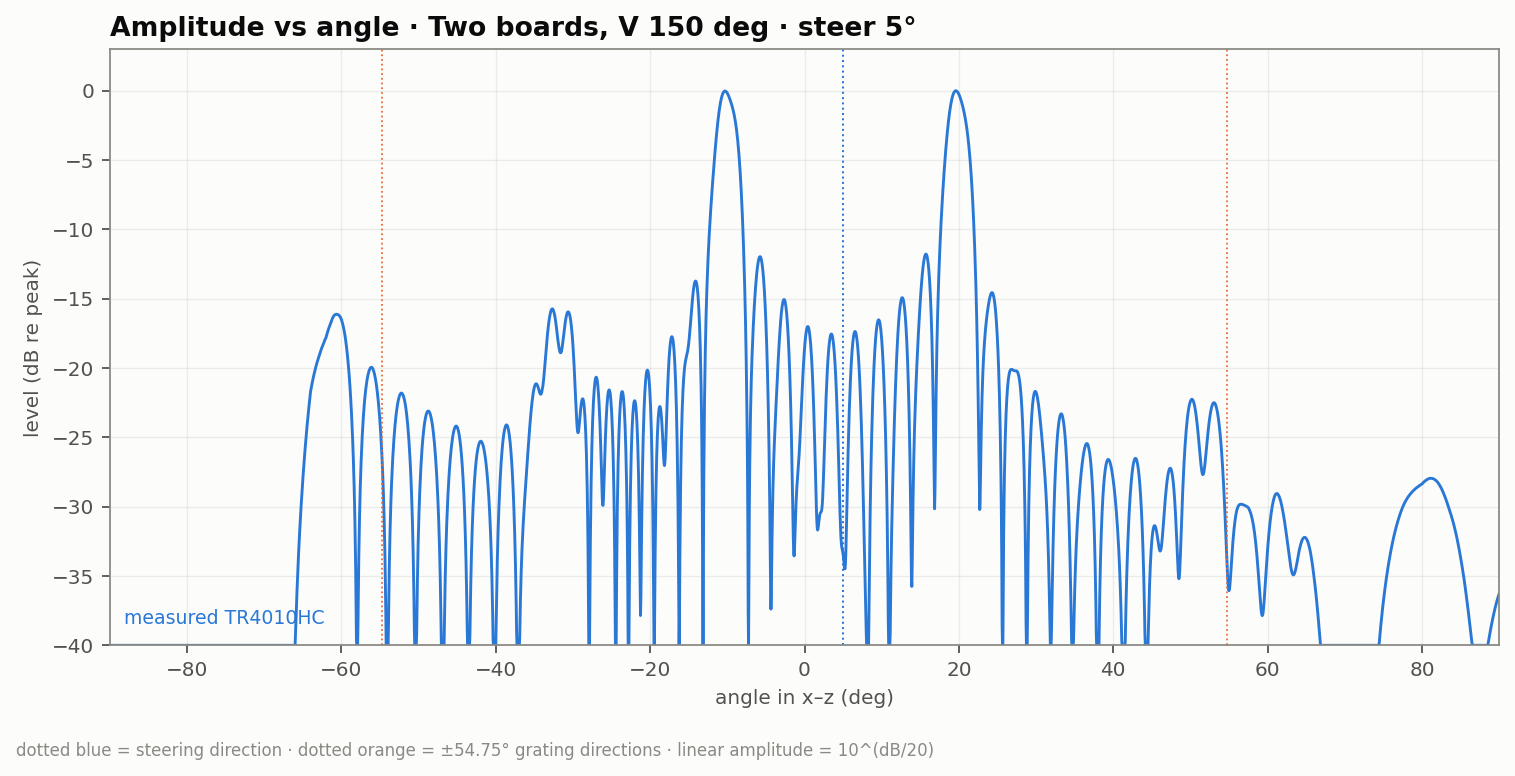 Amplitude vs angle · Two boards, V 150 deg · steer 5°
level (dB re peak)
0
−5
−10
−15
−20
−25
−30
−35
−40
measured TR4010HC
−80 −60 −40 −20 0 20 40 60 80
angle in x–z (deg)
dotted blue = steering direction · dotted orange = ±54.75° grating directions · linear amplitude = 10^(dB/20)